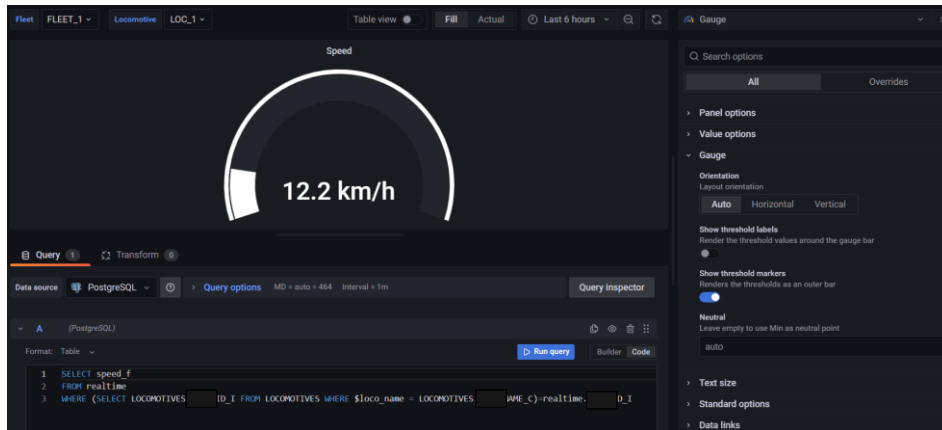 Fleet FLEET_1 Locomotive LOC_1 Table view Fill Actual Last 6 hours Gauge
Speed
12.2 km/h
Search options
All Overrides
Panel options
Value options
Gauge
Orientation
Layout orientation
Auto Horizontal Vertical
Show threshold labels
Render the threshold values around the gauge bar
Show threshold markers
Renders the thresholds as an outer bar
Neutral
Leave empty to use Min as neutral point
auto
Text size
Standard options
Data links
Query 1 Transform 0
Data source PostgreSQL Query options MD = auto = 464 Interval = 1m Query inspector
A (PostgreSQL)
Format: Table Run query Builder Code
1 SELECT speed_f
2 FROM realtime
3 WHERE (SELECT LOCOMOTIVES ID_I FROM LOCOMOTIVES WHERE $loco_name = LOCOMOTIVES AME_C)=realtime. D_I